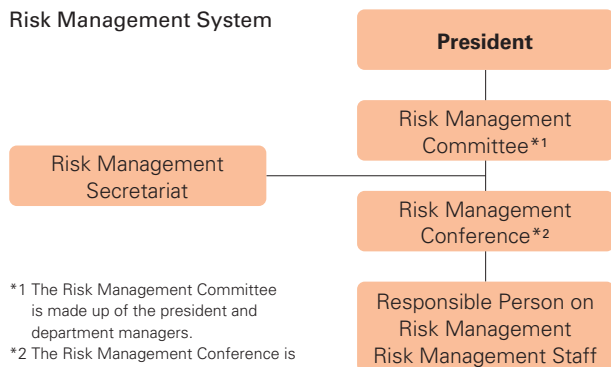 Risk Management System
President
Risk Management
Committee*1
Risk Management
Secretariat
Risk Management
Conference*2
*1 The Risk Management Committee
is made up of the president and
department managers.
*2 The Risk Management Conference is
Responsible Person on
Risk Management
Risk Management Staff